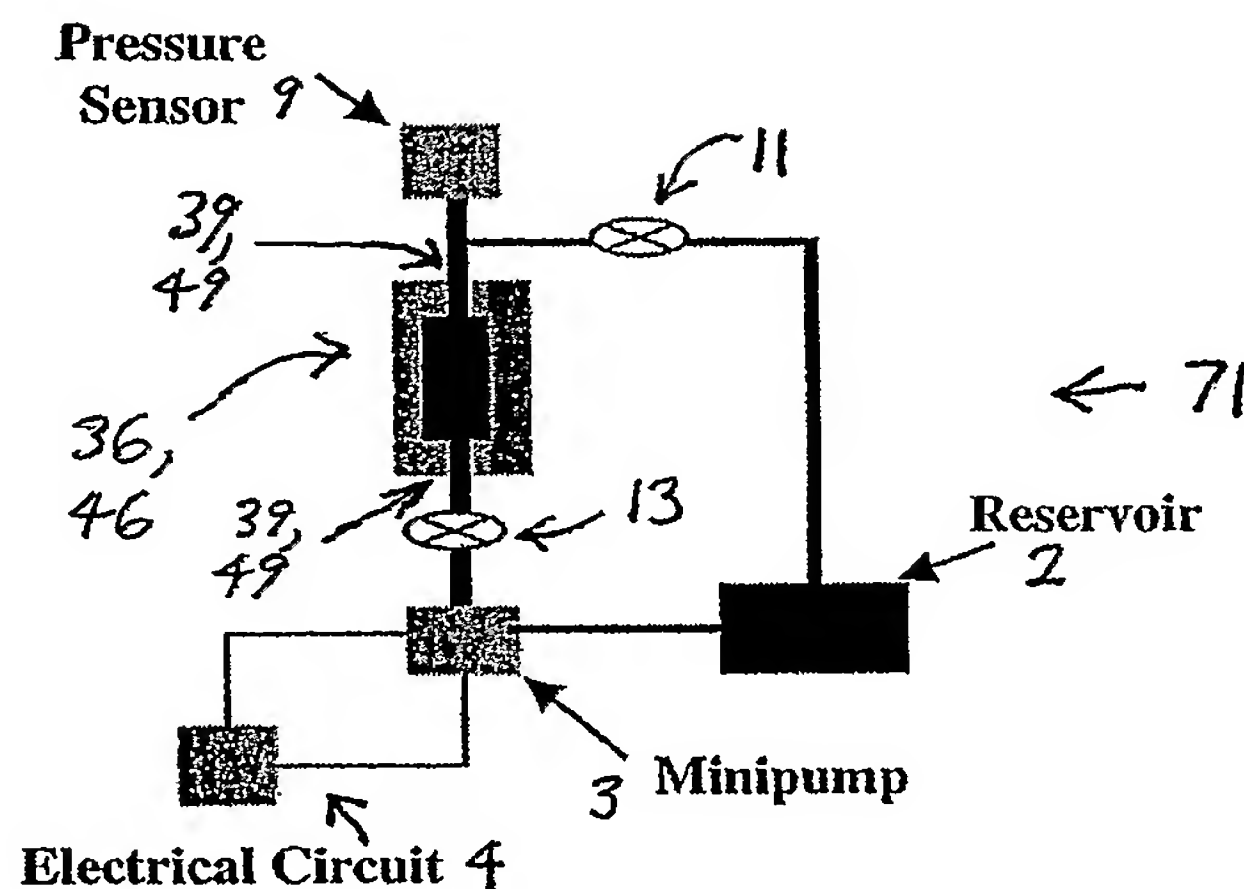 Pressure
Sensor 9
11
39,
49
71
36,
46
39,
49
13
Reservoir
2
Minipump
3
Electrical Circuit 4